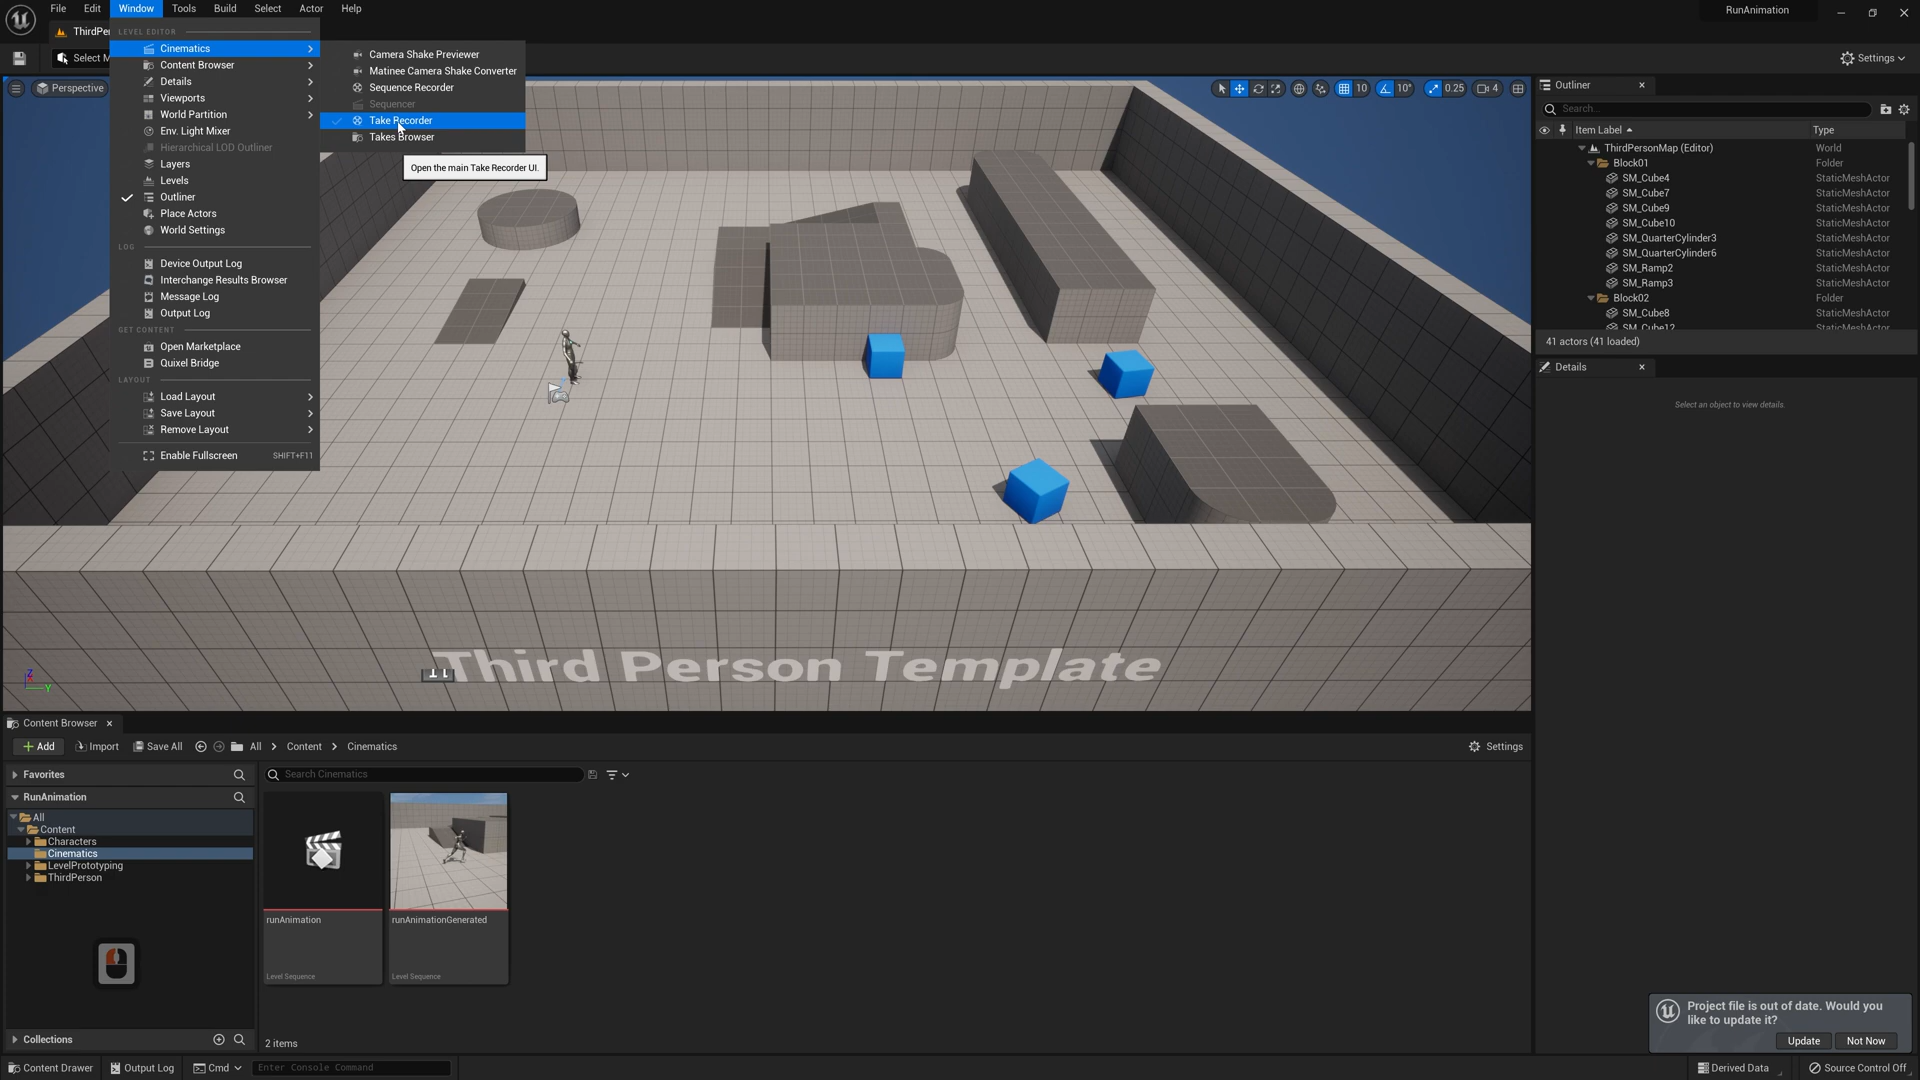 File Edit Window Tools Build Select Actor Help
RunAnimation
ThirdPe
LEVEL EDITOR
Cinematics
Content Browser
Details
Viewports
World Partition
Env. Light Mixer
Hierarchical LOD Outliner
Layers
Levels
Outliner
Place Actors
World Settings
LOG
Device Output Log
Interchange Results Browser
Message Log
Output Log
GET CONTENT
Open Marketplace
Quixel Bridge
LAYOUT
Load Layout
Save Layout
Remove Layout
Enable Fullscreen SHIFT+F11
Camera Shake Previewer
Matinee Camera Shake Converter
Sequence Recorder
Sequencer
Take Recorder
Takes Browser
Open the main Take Recorder UI.
Select M
Settings
Perspective
10 10° 0.25 4
Third Person Template
Z
Y
Outliner
Search...
Item Label Type
ThirdPersonMap (Editor) World
Block01 Folder
SM_Cube4 StaticMeshActor
SM_Cube7 StaticMeshActor
SM_Cube9 StaticMeshActor
SM_Cube10 StaticMeshActor
SM_QuarterCylinder3 StaticMeshActor
SM_QuarterCylinder6 StaticMeshActor
SM_Ramp2 StaticMeshActor
SM_Ramp3 StaticMeshActor
Block02 Folder
SM_Cube8 StaticMeshActor
SM_Cube12 StaticMeshActor
41 actors (41 loaded)
Details
Select an object to view details.
Content Browser
Add Import Save All All Content Cinematics Settings
Favorites
RunAnimation
All
Content
Characters
Cinematics
LevelPrototyping
ThirdPerson
Collections
Search Cinematics
runAnimation
Level Sequence
runAnimationGenerated
Level Sequence
2 items
Project file is out of date. Would you
like to update it?
Update Not Now
Content Drawer Output Log Cmd Enter Console Command Derived Data Source Control Off